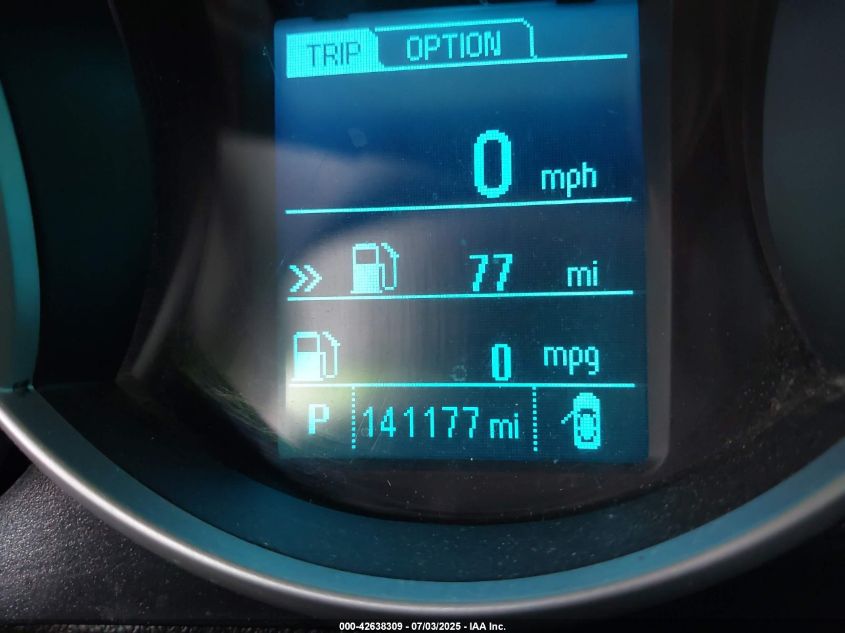 TRIP OPTION
0 mph
77 mi
0 mpg
P 141177 mi
000-42638309 - 07/03/2025 - IAA Inc.